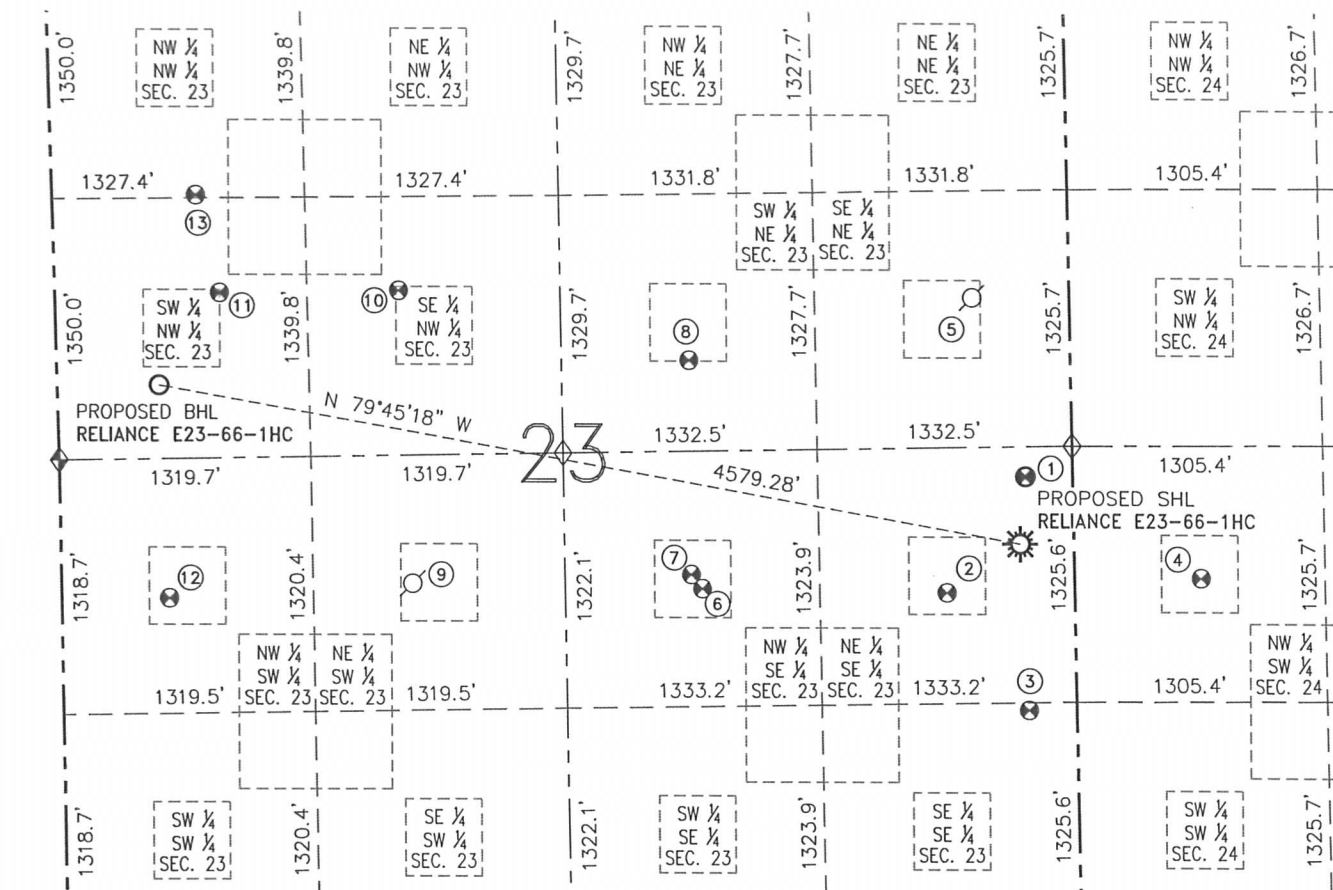 1350.0'
NW ¼
NW ¼
SEC. 23
1339.8'
NE ¼
NW ¼
SEC. 23
1329.7'
NW ¼
NE ¼
SEC. 23
1327.7'
NE ¼
NE ¼
SEC. 23
1325.7'
NW ¼
NW ¼
SEC. 24
1326.7'
1327.4'
1327.4'
1331.8'
1331.8'
1305.4'
13
SW ¼
NE ¼
SEC. 23
SE ¼
NE ¼
SEC. 23
1350.0'
SW ¼
NW ¼
SEC. 23
11
1339.8'
10
SE ¼
NW ¼
SEC. 23
1329.7'
8
1327.7'
5
1325.7'
SW ¼
NW ¼
SEC. 24
1326.7'
PROPOSED BHL
RELIANCE E23-66-1HC
N 79°45'18" W
23
1332.5'
1332.5'
1319.7'
1319.7'
4579.28'
1
1305.4'
PROPOSED SHL
RELIANCE E23-66-1HC
1318.7'
12
1320.4'
9
1322.1'
7
6
1323.9'
2
1325.6'
4
1325.7'
NW ¼
SW ¼
SEC. 23
NE ¼
SW ¼
SEC. 23
NW ¼
SE ¼
SEC. 23
NE ¼
SE ¼
SEC. 23
NW ¼
SW ¼
SEC. 24
1319.5'
1319.5'
1333.2'
1333.2'
3
1305.4'
1318.7'
SW ¼
SW ¼
SEC. 23
1320.4'
SE ¼
SW ¼
SEC. 23
1322.1'
SW ¼
SE ¼
SEC. 23
1323.9'
SE ¼
SE ¼
SEC. 23
1325.6'
SW ¼
SW ¼
SEC. 24
1325.7'